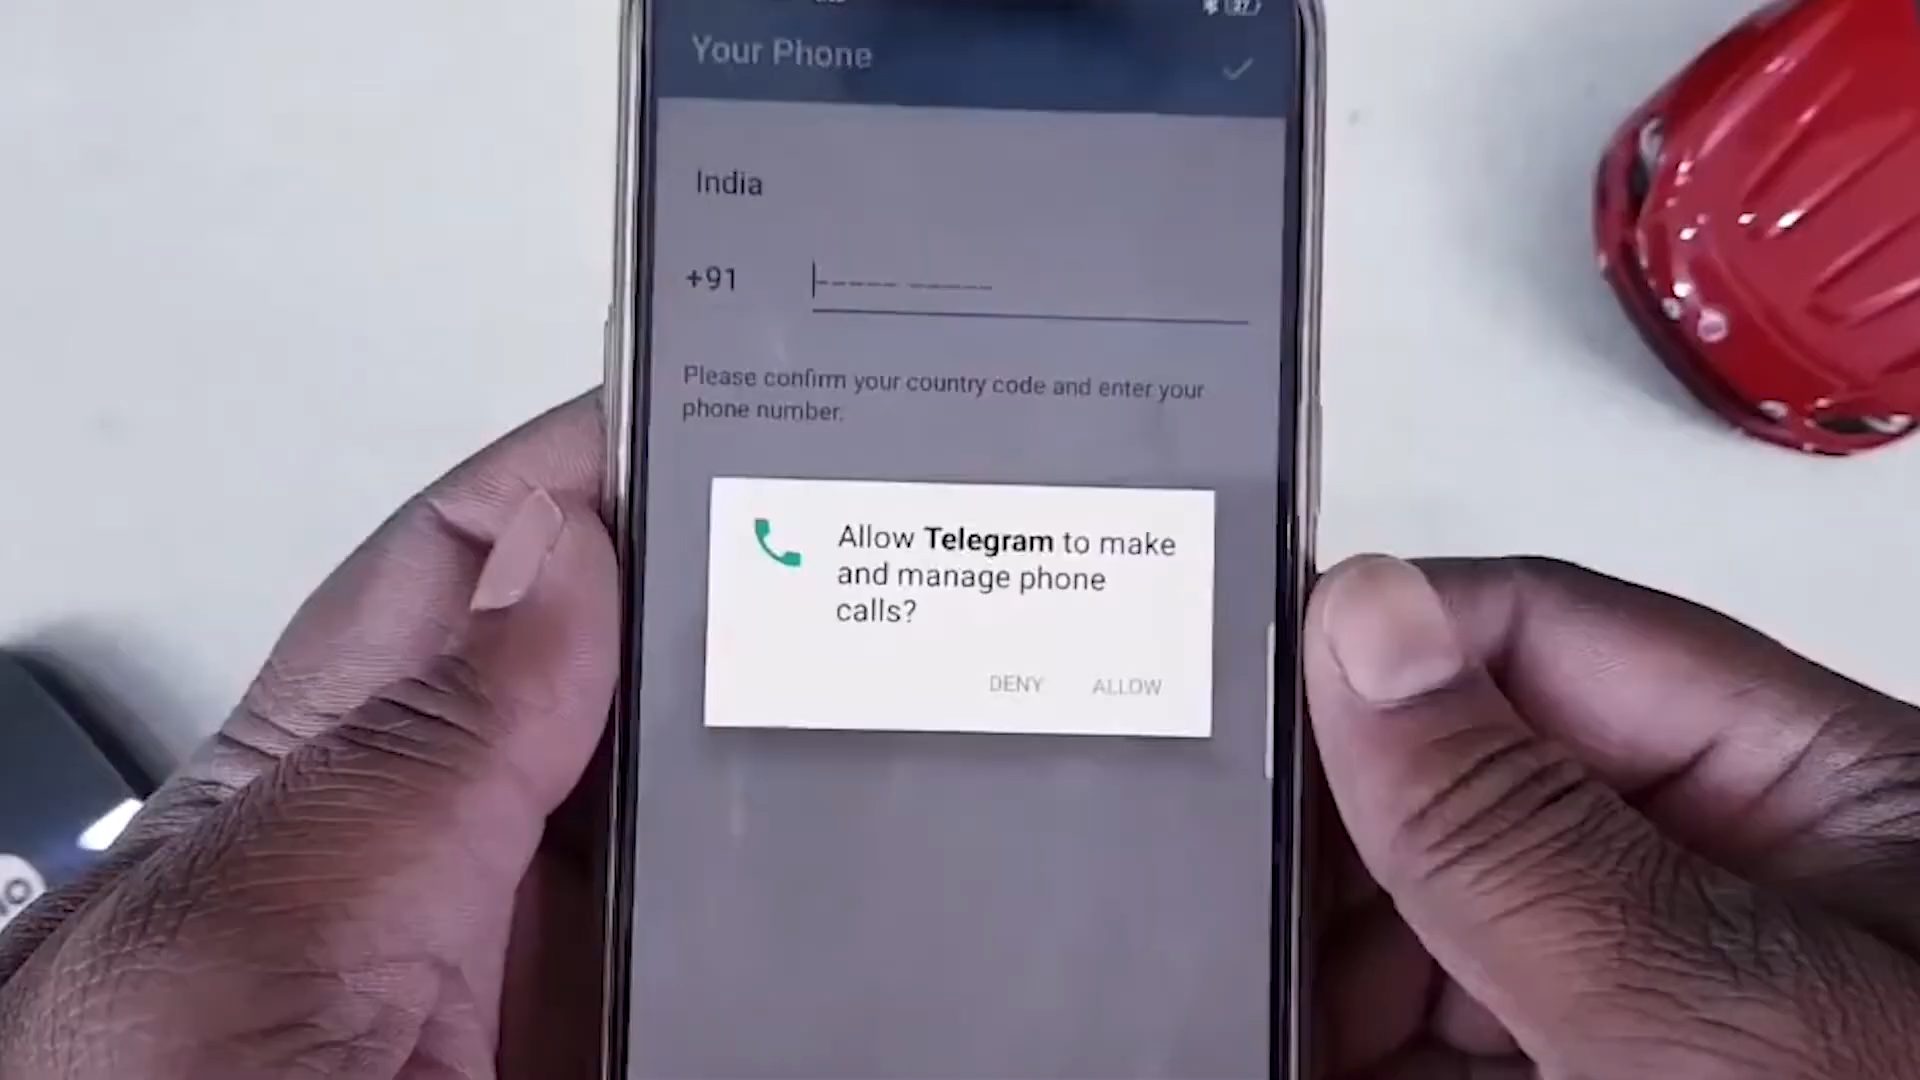 37
Your Phone
India
+91
Please confirm your country code and enter your
phone number.
Allow Telegram to make
and manage phone
calls?
DENY ALLOW